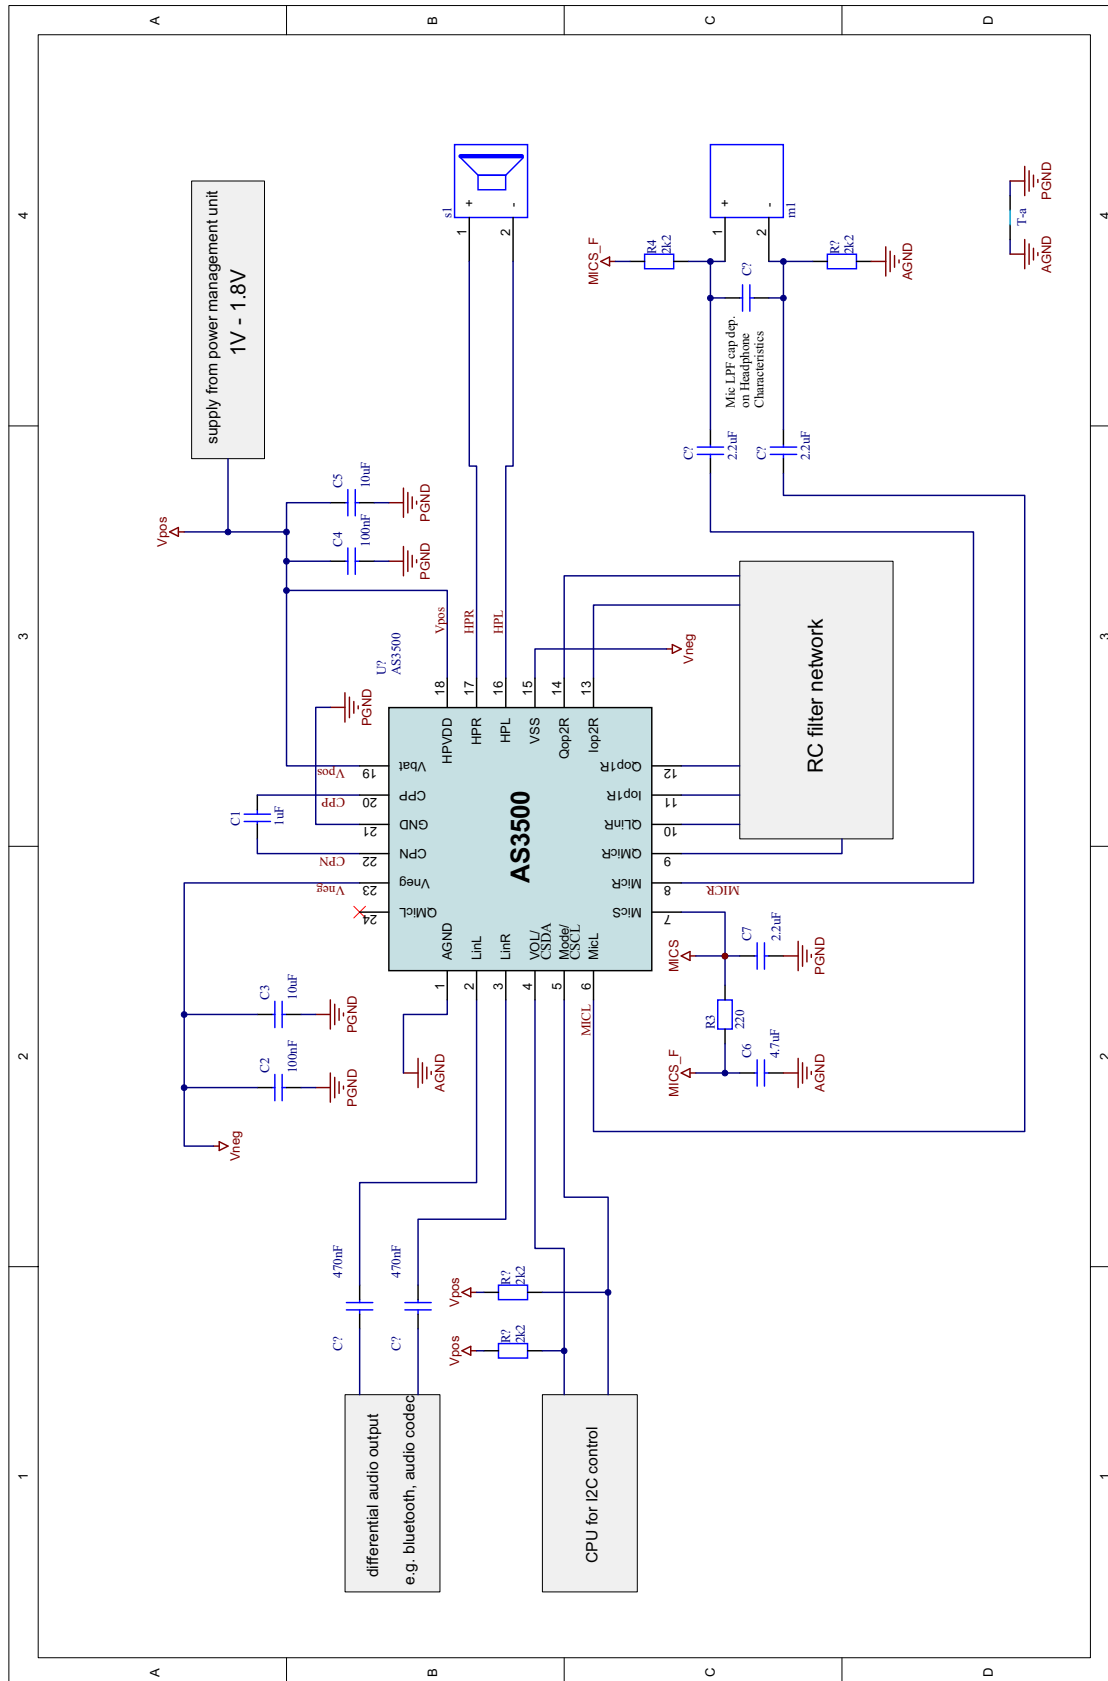 1
2
3
4
A
B
C
D
supply from power management unit
1V - 1.8V
Vpos
C5
10uF
PGND
C4
100nF
PGND
C3
10uF
PGND
C2
100nF
PGND
Vneg
C1
1uF
PGND
U?
AS3500
Vneg
CPN
CPP
Vpos
24
23
22
21
20
19
QMicL
Vneg
CPN
GND
CPP
Vbat
1
AGND
2
LinL
3
LinR
4
VOL/
CSDA
5
Mode/
CSCL
6
MicL
AS3500
HPVDD
18
HPR
17
HPL
16
VSS
15
Qop2R
14
Iop2R
13
MicS
MicR
QMicR
QLinR
Iop1R
Qop1R
7
8
9
10
11
12
Vpos
HPR
HPL
MICL
MICR
AGND
Vneg
s1
1
+
2
-
differential audio output
e.g. bluetooth, audio codec
C?
470nF
C?
470nF
Vpos
R?
2k2
Vpos
R?
2k2
CPU for I2C control
MICS_F
R3
220
MICS
C6
4.7uF
AGND
C7
2.2uF
PGND
RC filter network
C?
2.2uF
C?
2.2uF
Mic LPF cap dep.
on Headphone
Characteristics
C?
MICS_F
R4
2k2
R?
2k2
AGND
1
+
2
-
m1
AGND
T-a
PGND
1
2
3
4
A
B
C
D